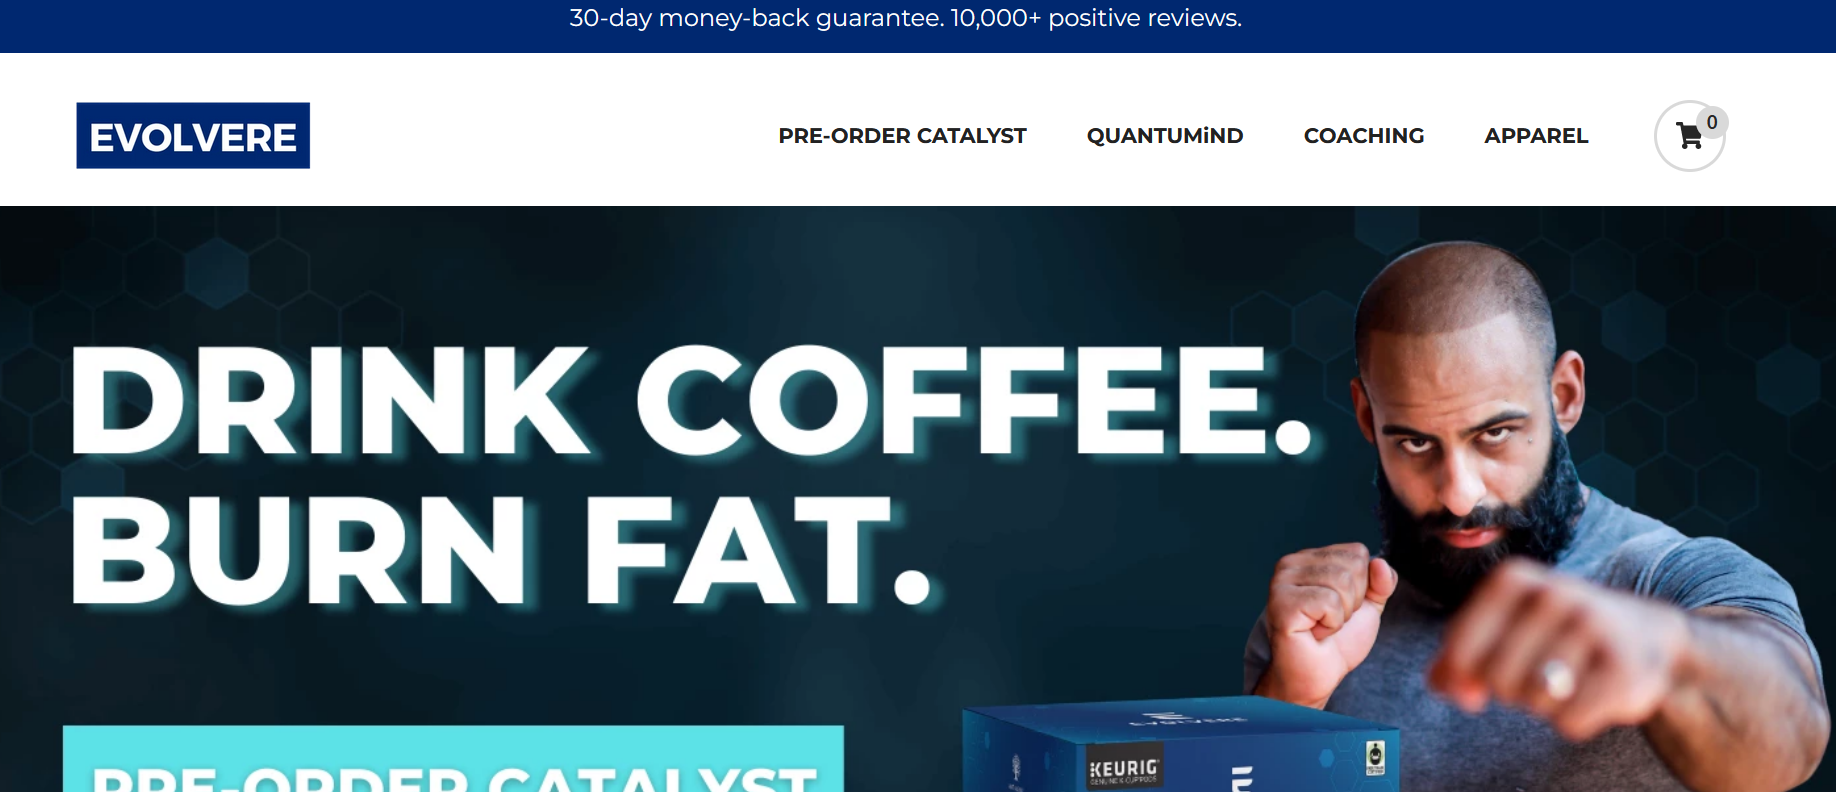 30-day money-back guarantee. 10,000+ positive reviews.
EVOLVERE
PRE-ORDER CATALYST
QUANTUMiND
COACHING
APPAREL
0
DRINK COFFEE.
BURN FAT.
PRE-ORDER CATALYST
EVOLVERE
KEURIG